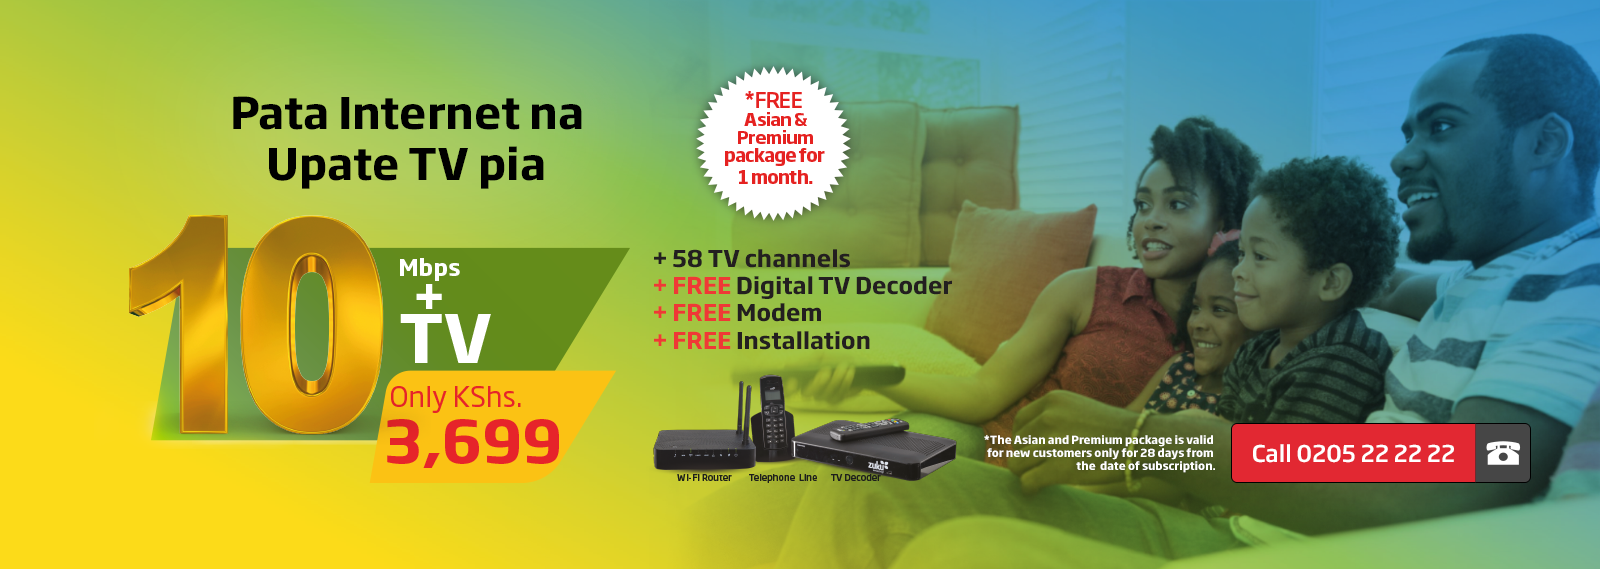 Pata Internet na
Upate TV pia
10
Mbps
+
TV
Only KShs.
3,699
*FREE
Asian &
Premium
package for
1 month.
+ 58 TV channels
+ FREE Digital TV Decoder
+ FREE Modem
+ FREE Installation
zuku
Wi-Fi Router
Telephone Line
TV Decoder
*The Asian and Premium package is valid
for new customers only for 28 days from
the date of subscription.
Call 0205 22 22 22